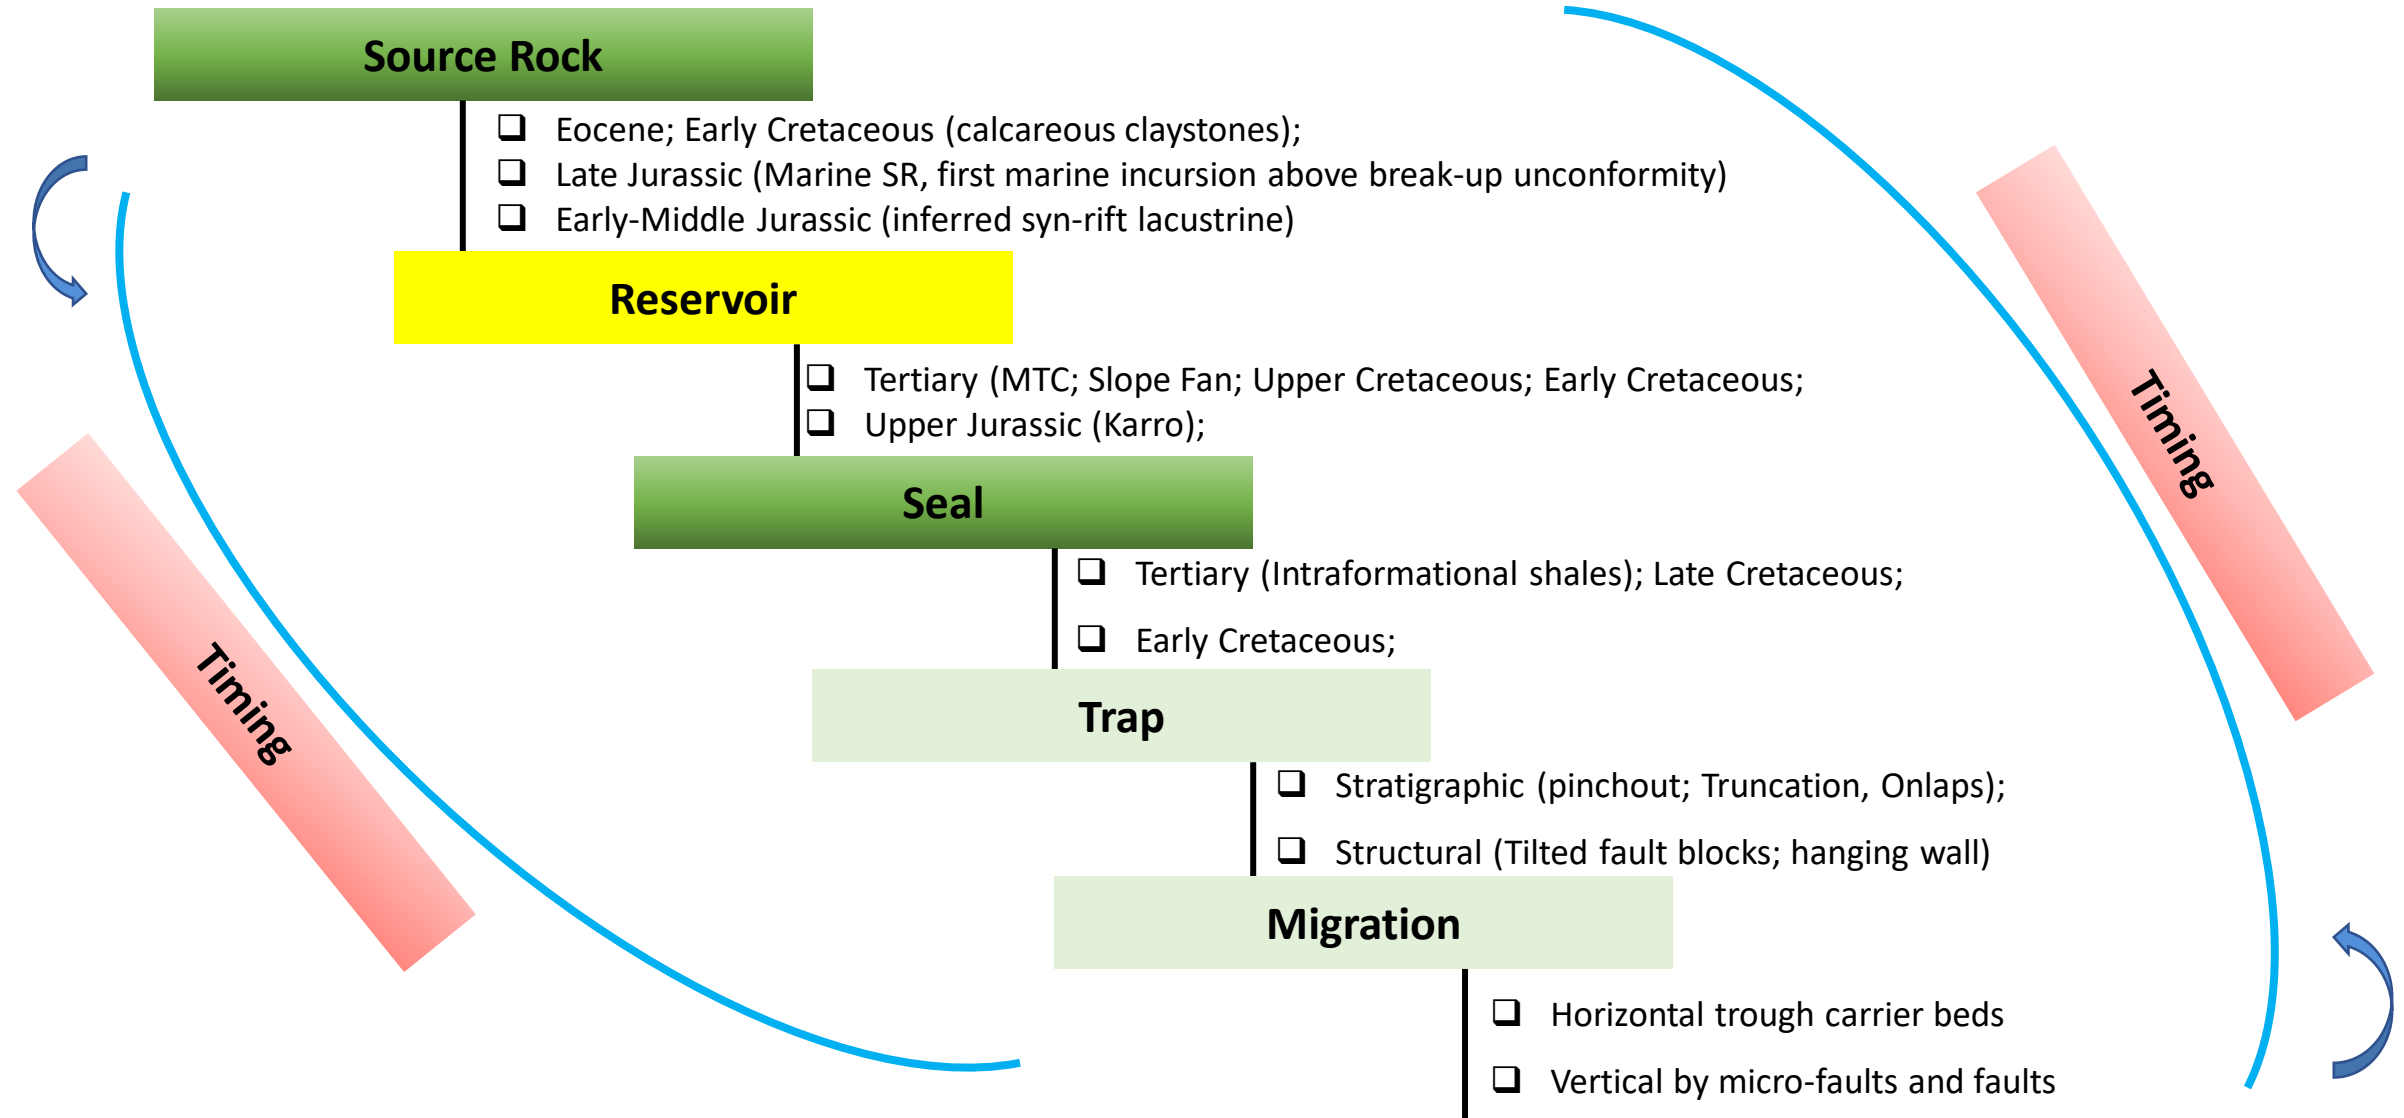 Source Rock
Eocene; Early Cretaceous (calcareous claystones);
Late Jurassic (Marine SR, first marine incursion above break-up unconformity)
Early-Middle Jurassic (inferred syn-rift lacustrine)
Reservoir
Tertiary (MTC; Slope Fan; Upper Cretaceous; Early Cretaceous;
Upper Jurassic (Karro);
Seal
Tertiary (Intraformational shales); Late Cretaceous;
Early Cretaceous;
Trap
Stratigraphic (pinchout; Truncation, Onlaps);
Structural (Tilted fault blocks; hanging wall)
Migration
Horizontal trough carrier beds
Vertical by micro-faults and faults
Timing
Timing